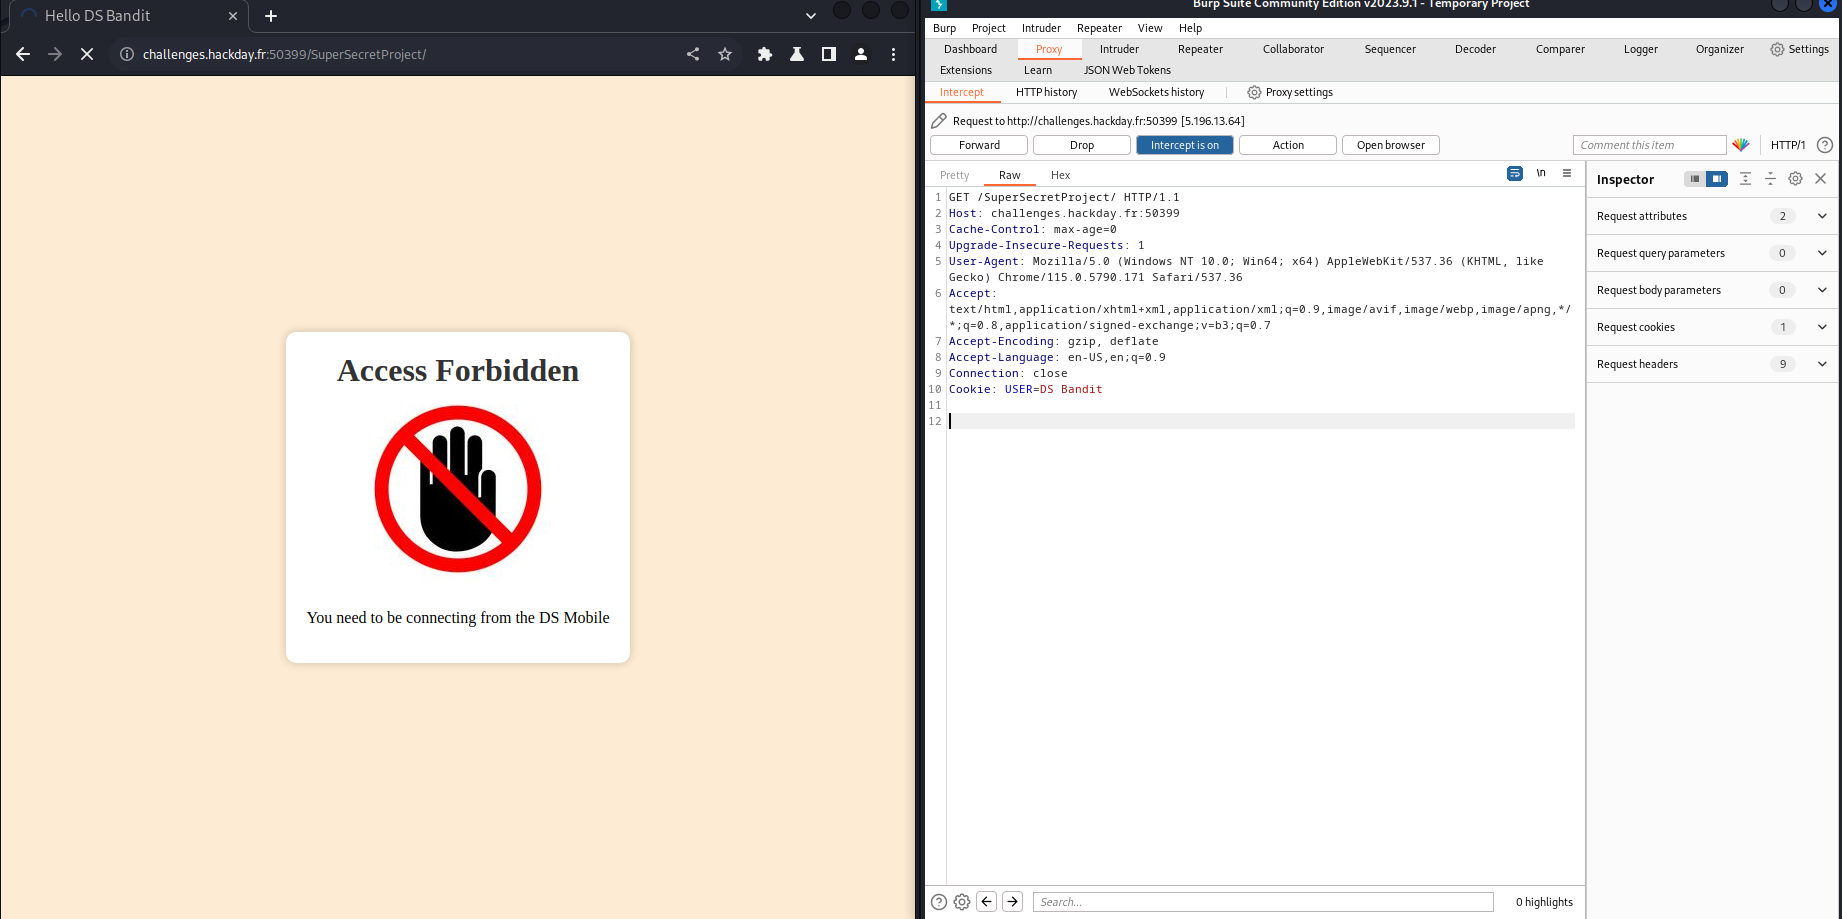 Hello DS Bandit
challenges.hackday.fr:50399/SuperSecretProject/
Access Forbidden
You need to be connecting from the DS Mobile
Burp Suite Community Edition v2023.9.1 - Temporary Project
Burp Project Intruder Repeater View Help
Dashboard Proxy Intruder Repeater Collaborator Sequencer Decoder Comparer Logger Organizer Settings
Extensions Learn JSON Web Tokens
Intercept HTTP history WebSockets history Proxy settings
Request to http://challenges.hackday.fr:50399 [5.196.13.64]
Forward Drop Intercept is on Action Open browser Comment this item HTTP/1 ?
Pretty Raw Hex \n
1 GET /SuperSecretProject/ HTTP/1.1
2 Host: challenges.hackday.fr:50399
3 Cache-Control: max-age=0
4 Upgrade-Insecure-Requests: 1
5 User-Agent: Mozilla/5.0 (Windows NT 10.0; Win64; x64) AppleWebKit/537.36 (KHTML, like
Gecko) Chrome/115.0.5790.171 Safari/537.36
6 Accept:
text/html,application/xhtml+xml,application/xml;q=0.9,image/avif,image/webp,image/apng,*/
*;q=0.8,application/signed-exchange;v=b3;q=0.7
7 Accept-Encoding: gzip, deflate
8 Accept-Language: en-US,en;q=0.9
9 Connection: close
10 Cookie: USER=DS Bandit
11
12
Inspector
Request attributes 2
Request query parameters 0
Request body parameters 0
Request cookies 1
Request headers 9
? Search... 0 highlights